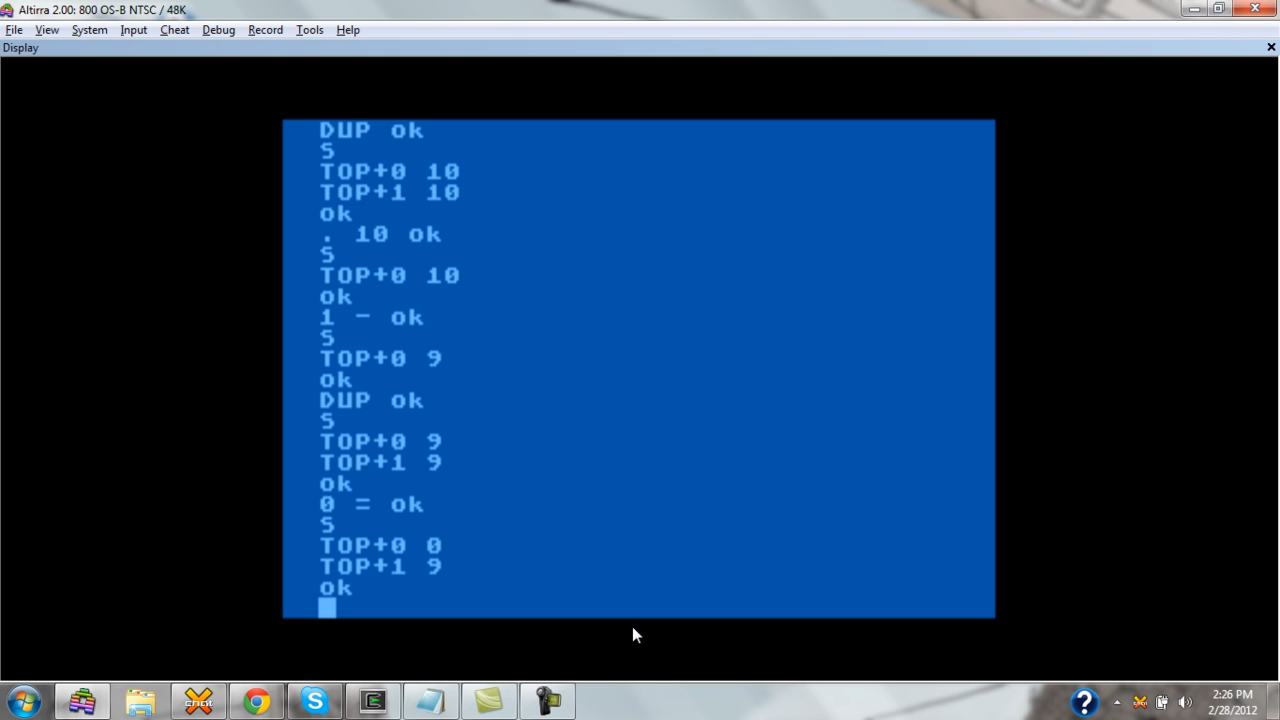 Altirra 2.00: 800 OS-B NTSC / 48K
File View System Input Cheat Debug Record Tools Help
Display
DUP ok
S
TOP+0 10
TOP+1 10
ok
. 10 ok
S
TOP+0 10
ok
1 - ok
S
TOP+0 9
ok
DUP ok
S
TOP+0 9
TOP+1 9
ok
0 = ok
S
TOP+0 0
TOP+1 9
ok
2:26 PM
2/28/2012